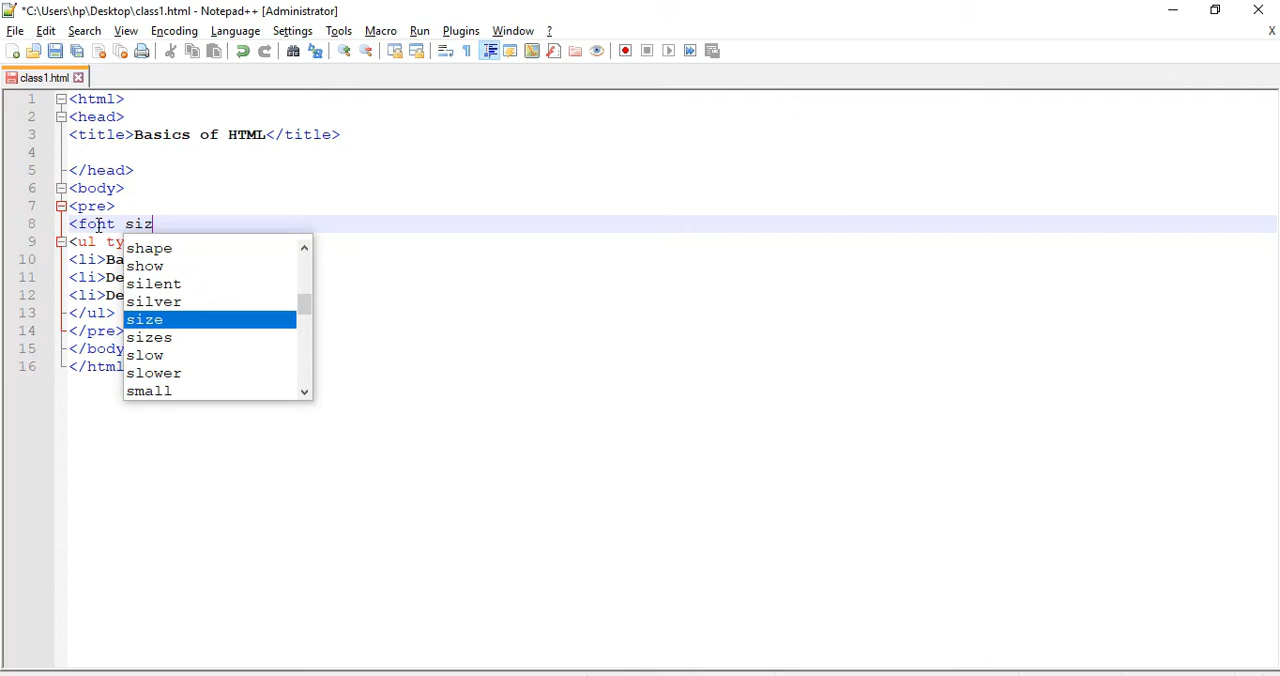 *C:\Users\hp\Desktop\class1.html - Notepad++ [Administrator]
File Edit Search View Encoding Language Settings Tools Macro Run Plugins Window ? X
class1.html
1 <html>
2 <head>
3 <title>Basics of HTML</title>
4
5 </head>
6 <body>
7 <pre>
8 <font siz
9 <ul ty
10 <li>Ba
11 <li>De
12 <li>De
13 </ul>
14 </pre>
15 </body
16 </html
shape
show
silent
silver
size
sizes
slow
slower
small